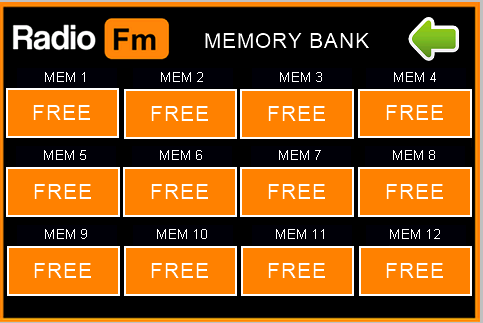 Radio Fm MEMORY BANK
MEM 1 MEM 2 MEM 3 MEM 4
FREE FREE FREE FREE
MEM 5 MEM 6 MEM 7 MEM 8
FREE FREE FREE FREE
MEM 9 MEM 10 MEM 11 MEM 12
FREE FREE FREE FREE